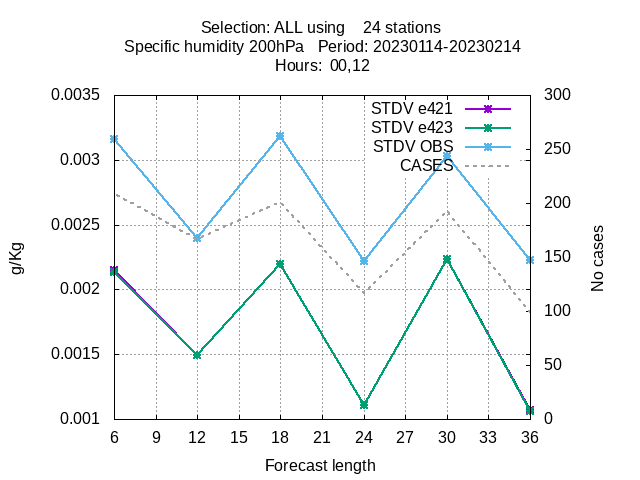 Selection: ALL using    24 stations
Specific humidity 200hPa   Period: 20230114-20230214
Hours:  00,12
0.0035
0.003
0.0025
0.002
0.0015
0.001
g/Kg
STDV e421
STDV e423
STDV OBS
CASES
300
250
200
150
100
50
0
No cases
6 9 12 15 18 21 24 27 30 33 36
Forecast length